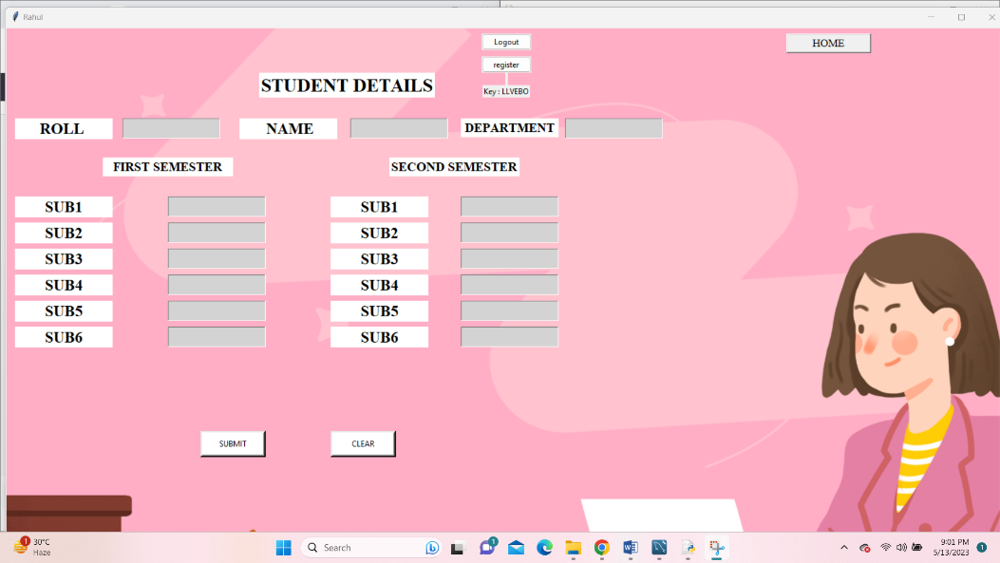 Rahul
Logout
HOME
register
STUDENT DETAILS
Key : LLVEBO
ROLL NAME DEPARTMENT
FIRST SEMESTER SECOND SEMESTER
SUB1 SUB1
SUB2 SUB2
SUB3 SUB3
SUB4 SUB4
SUB5 SUB5
SUB6 SUB6
SUBMIT CLEAR
1 30°C
Haze
Search
1
9:01 PM
5/13/2023
1